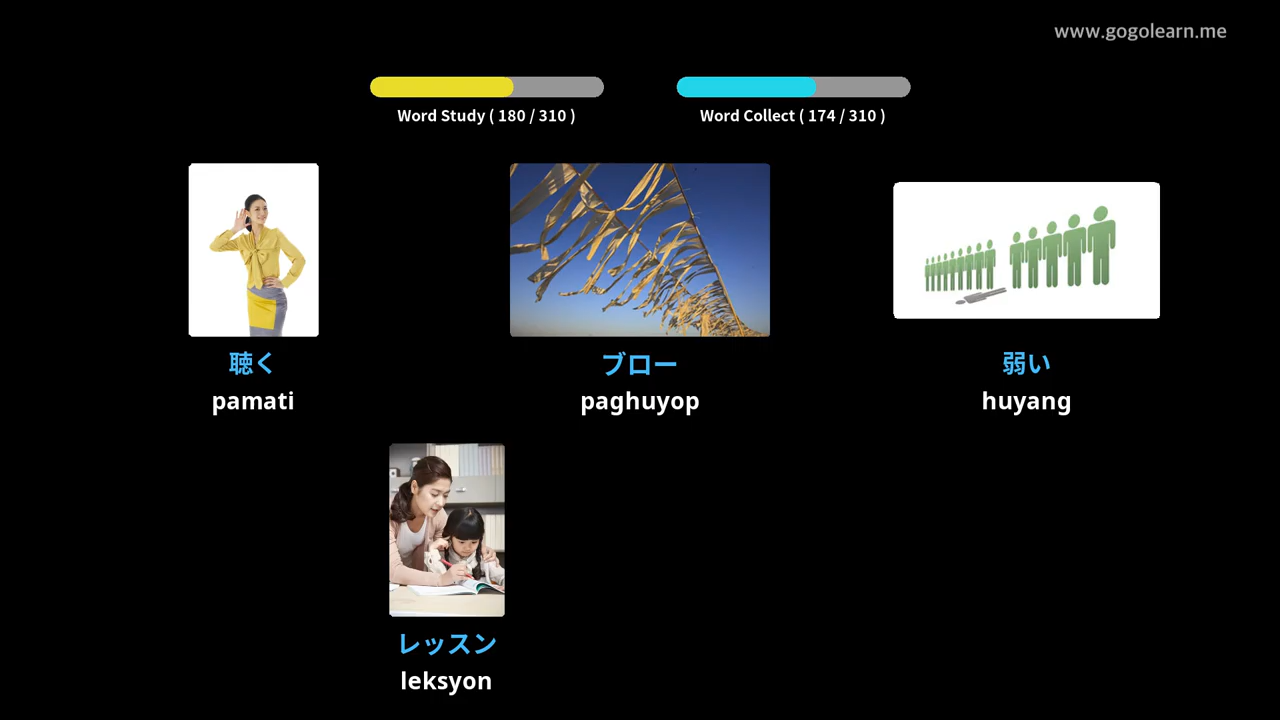 www.gogolearn.me
Word Study ( 180 / 310 )
Word Collect ( 174 / 310 )
聴く
pamati
ブロー
paghuyop
弱い
huyang
レッスン
leksyon